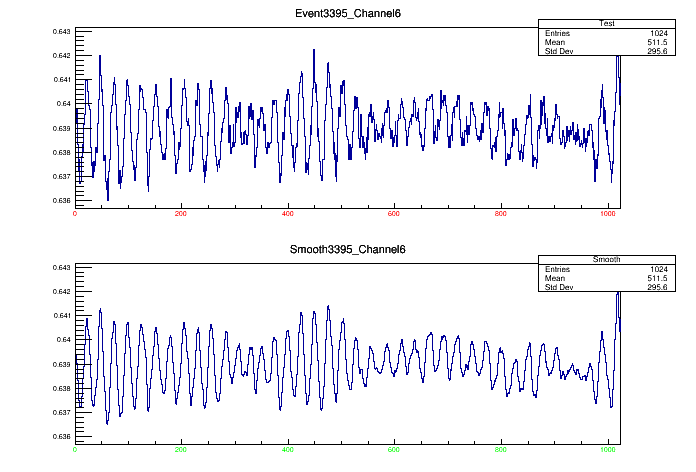 Event3395_Channel6
Test
Entries 1024
Mean 511.5
Std Dev 295.6
0.643
0.642
0.641
0.64
0.639
0.638
0.637
0.636
0 200 400 600 800 1000
Smooth3395_Channel6
Smooth
Entries 1024
Mean 511.5
Std Dev 295.6
0.643
0.642
0.641
0.64
0.639
0.638
0.637
0.636
0 200 400 600 800 1000